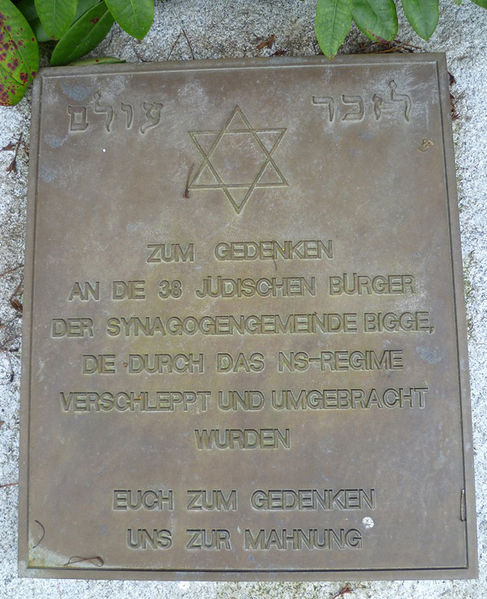 לזכר עולם
ZUM GEDENKEN
AN DIE 38 JÜDISCHEN BÜRGER
DER SYNAGOGENGEMEINDE BIGGE,
DIE DURCH DAS NS-REGIME
VERSCHLEPPT UND UMGEBRACHT
WURDEN
EUCH ZUM GEDENKEN
UNS ZUR MAHNUNG